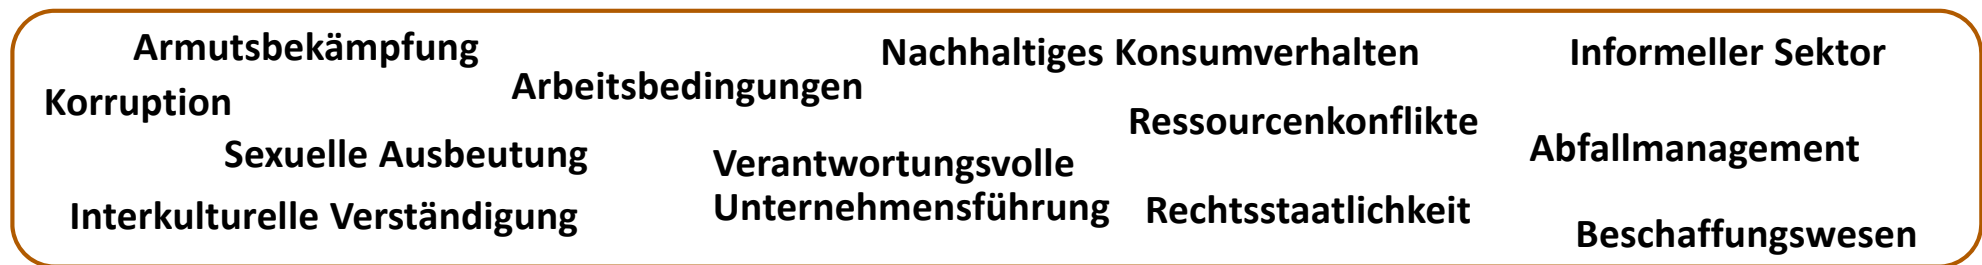 Armutsbekämpfung
Nachhaltiges Konsumverhalten
Informeller Sektor
Korruption
Arbeitsbedingungen
Ressourcenkonflikte
Sexuelle Ausbeutung
Verantwortungsvolle
Unternehmensführung
Abfallmanagement
Interkulturelle Verständigung
Rechtsstaatlichkeit
Beschaffungswesen